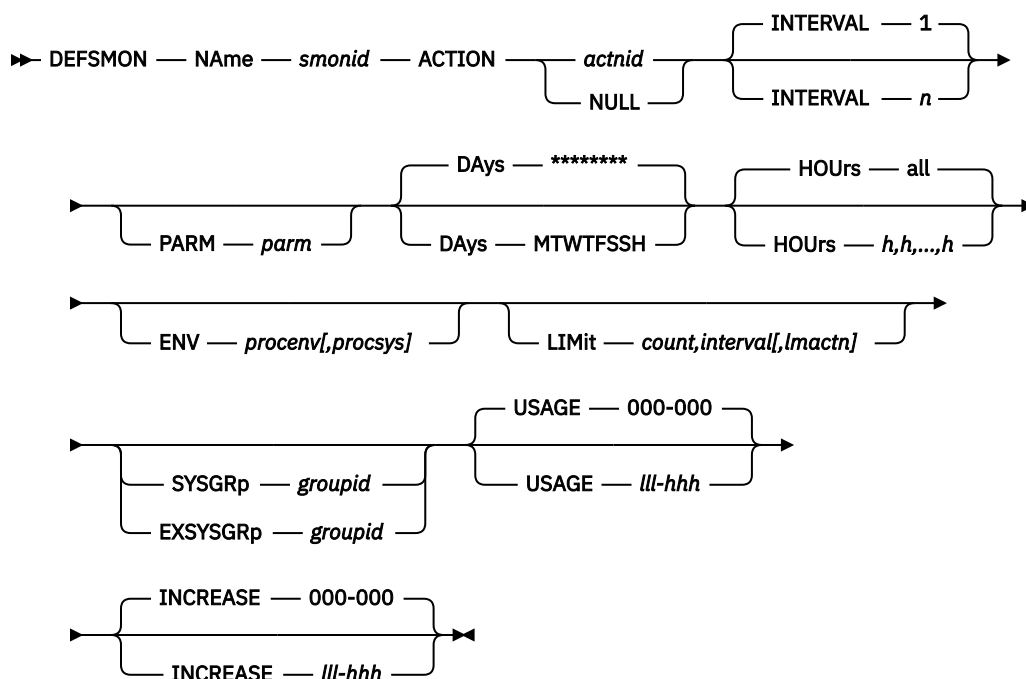 INTERVAL 1
DEFSMON NAme smonid ACTION actnid
NULL
INTERVAL n
DAys ********
HOUrs all
PARM parm
DAys MTWTFSSH
HOUrs h,h,...,h
ENV procenv[,procsys]
LIMit count,interval[,lmactn]
USAGE 000-000
SYSGRp groupid
USAGE lll-hhh
EXSYSGRp groupid
INCREASE 000-000
INCREASE lll-hhh